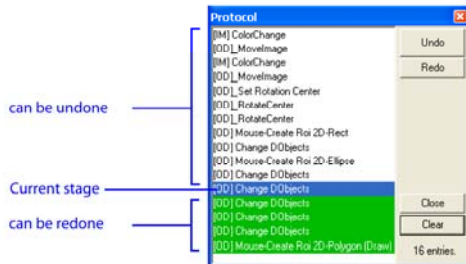 Protocol
[IM] ColorChange
[OD]_MoveImage
[IM] ColorChange
[OD]_MoveImage
[OD]_Set Rotation Center
[OD]_RotateCenter
[OD]_RotateCenter
[OD] Mouse-Create Roi 2D-Rect
[OD] Change DObjects
[OD] Mouse-Create Roi 2D-Ellipse
[OD] Change DObjects
[OD] Change DObjects
[OD] Change DObjects
[OD] Change DObjects
[OD] Change DObjects
[OD] Mouse-Create Roi 2D-Polygon (Draw)
Undo
Redo
Close
Clear
16 entries.
can be undone
Current stage
can be redone